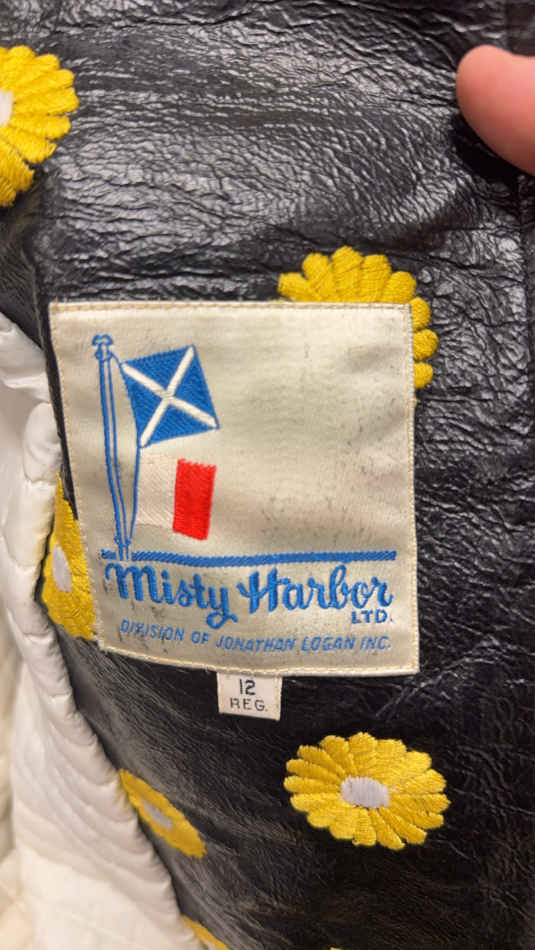 Misty Harbor
LTD.
DIVISION OF JONATHAN LOGAN INC.
12
REG.